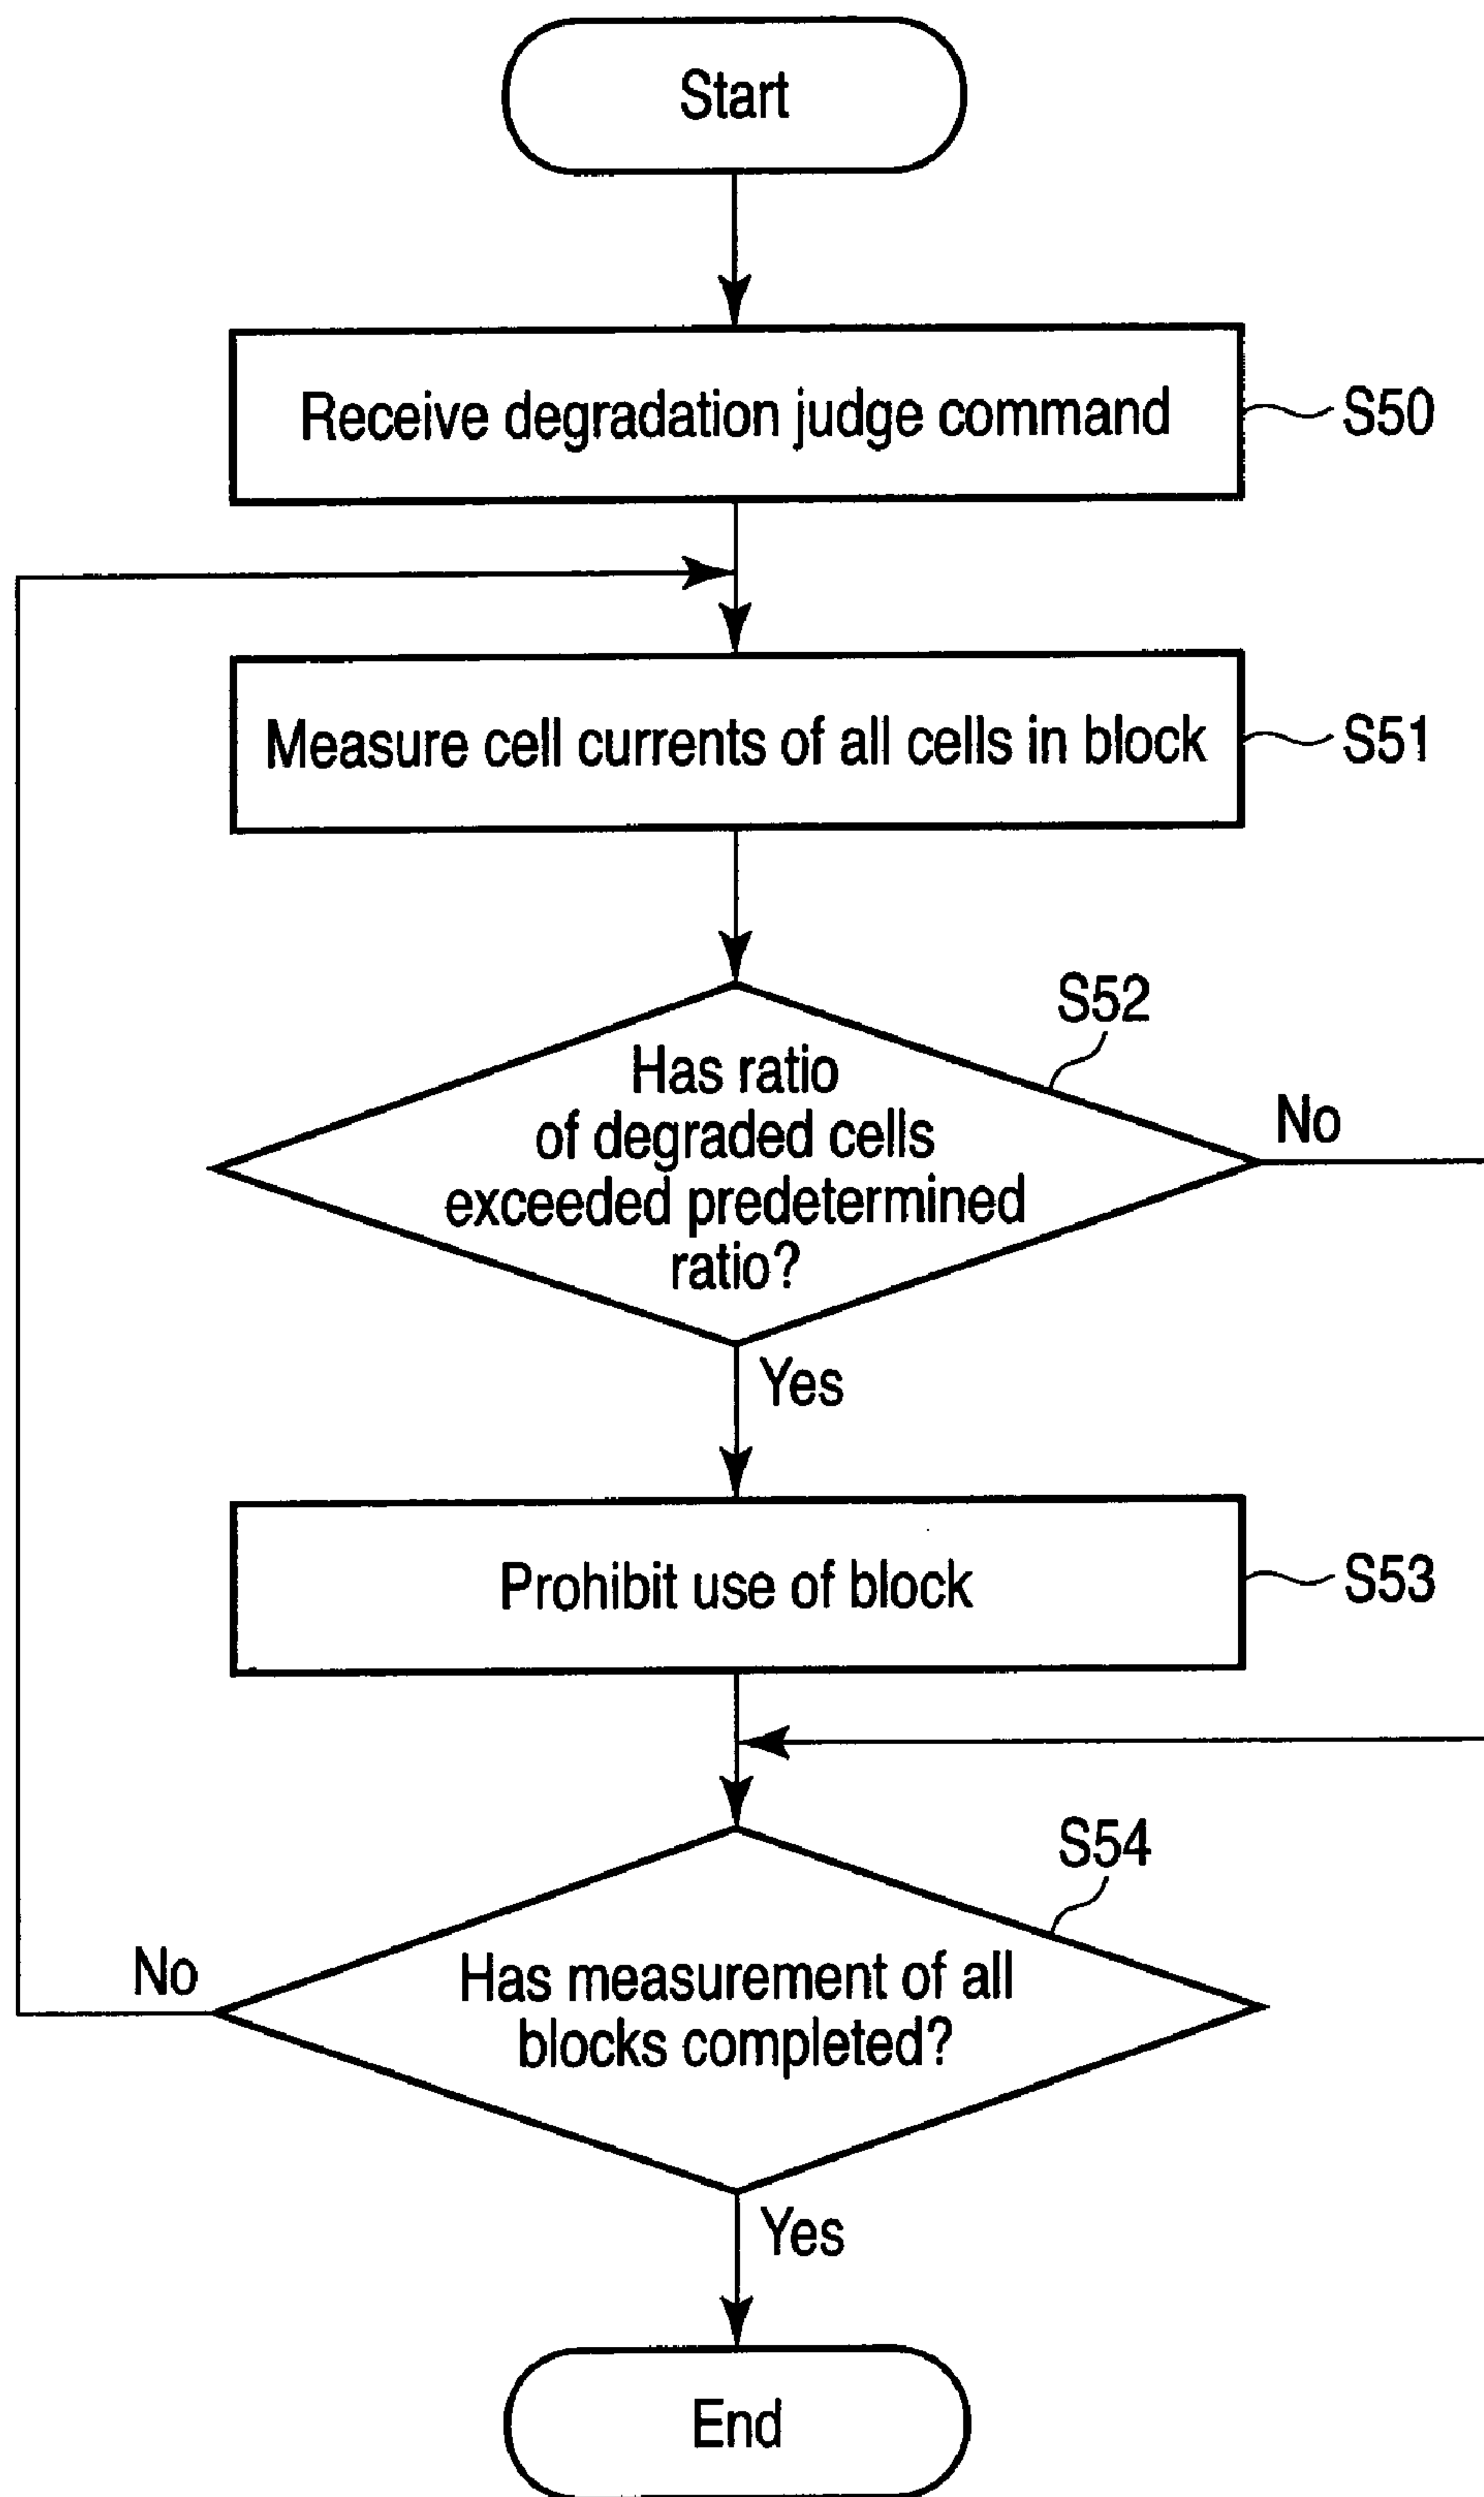 Start
Receive degradation judge command
S50
Measure cell currents of all cells in block
S51
S52
Has ratio
of degraded cells
exceeded predetermined
ratio?
No
Yes
Prohibit use of block
S53
S54
Has measurement of all
blocks completed?
No
Yes
End